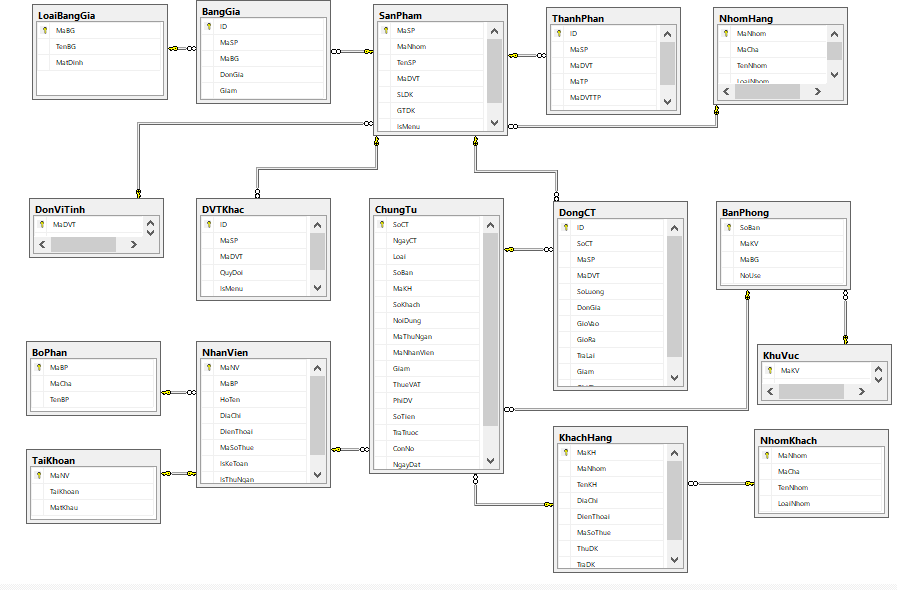 LoaiBangGia
MaBG
TenBG
MatDinh
BangGia
ID
MaSP
MaBG
DonGia
Giam
SanPham
MaSP
MaNhom
TenSP
MaDVT
SLDK
GTDK
IsMenu
ThanhPhan
ID
MaSP
MaDVT
MaTP
MaDVTTP
NhomHang
MaNhom
MaCha
TenNhom
LoaiNhom
DonViTinh
MaDVT
DVTKhac
ID
MaSP
MaDVT
QuyDoi
IsMenu
ChungTu
SoCT
NgayCT
Loai
SoBan
MaKH
SoKhach
NoiDung
MaThuNgan
MaNhanVien
Giam
ThueVAT
PhiDV
SoTien
TraTruoc
ConNo
NgayDat
DongCT
ID
SoCT
MaSP
MaDVT
SoLuong
DonGia
GioVao
GioRa
TraLai
Giam
BanPhong
SoBan
MaKV
MaBG
NoUse
BoPhan
MaBP
MaCha
TenBP
NhanVien
MaNV
MaBP
HoTen
DiaChi
DienThoai
MaSoThue
IsKeToan
IsThuNgan
KhuVuc
MaKV
TaiKhoan
MaNV
TaiKhoan
MatKhau
KhachHang
MaKH
MaNhom
TenKH
DiaChi
DienThoai
MaSoThue
ThuDK
TraDK
NhomKhach
MaNhom
MaCha
TenNhom
LoaiNhom